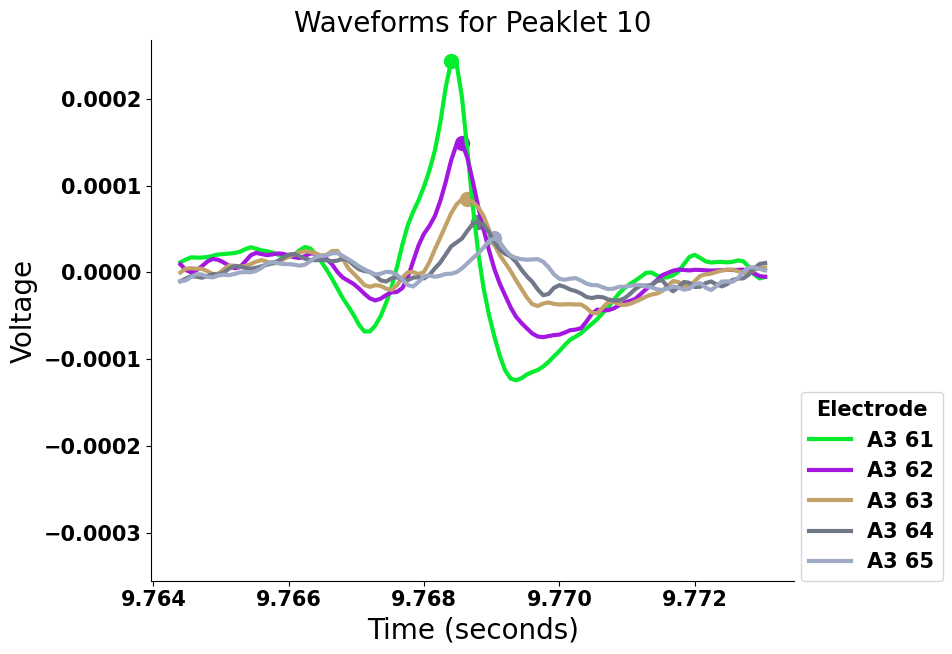 Waveforms for Peaklet 10
Voltage
0.0002
0.0001
0.0000
−0.0001
−0.0002
−0.0003
9.764 9.766 9.768 9.770 9.772
Time (seconds)
Electrode
A3 61
A3 62
A3 63
A3 64
A3 65